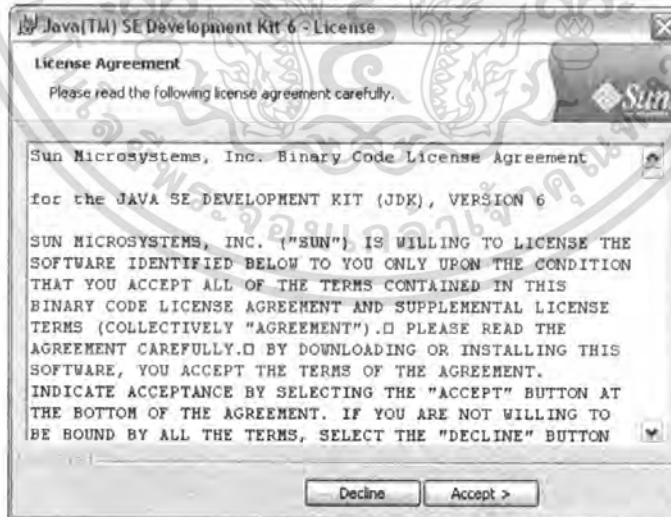 Java(TM) SE Development Kit 6 - License
License Agreement
Please read the following license agreement carefully.
Sun
Sun Microsystems, Inc. Binary Code License Agreement
for the JAVA SE DEVELOPMENT KIT (JDK), VERSION 6
SUN MICROSYSTEMS, INC. ("SUN") IS WILLING TO LICENSE THE
SOFTWARE IDENTIFIED BELOW TO YOU ONLY UPON THE CONDITION
THAT YOU ACCEPT ALL OF THE TERMS CONTAINED IN THIS
BINARY CODE LICENSE AGREEMENT AND SUPPLEMENTAL LICENSE
TERMS (COLLECTIVELY "AGREEMENT").□ PLEASE READ THE
AGREEMENT CAREFULLY.□ BY DOWNLOADING OR INSTALLING THIS
SOFTWARE, YOU ACCEPT THE TERMS OF THE AGREEMENT.
INDICATE ACCEPTANCE BY SELECTING THE "ACCEPT" BUTTON AT
THE BOTTOM OF THE AGREEMENT. IF YOU ARE NOT WILLING TO
BE BOUND BY ALL THE TERMS, SELECT THE "DECLINE" BUTTON
Decline
Accept >